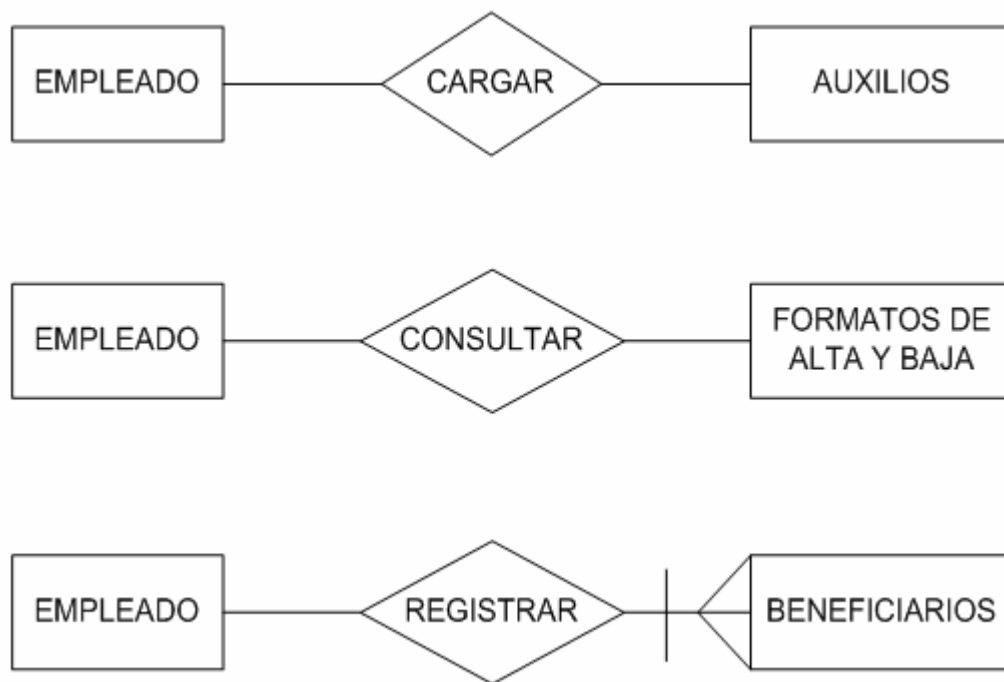 EMPLEADO
CARGAR
AUXILIOS
EMPLEADO
CONSULTAR
FORMATOS DE
ALTA Y BAJA
EMPLEADO
REGISTRAR
BENEFICIARIOS